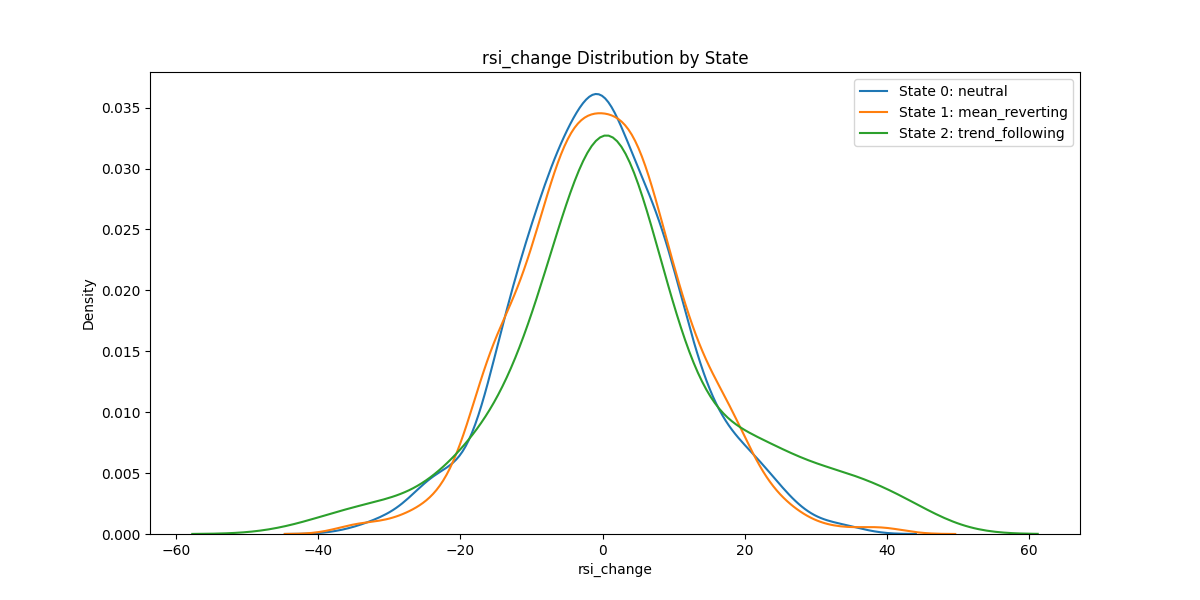 rsi_change Distribution by State
State 0: neutral
State 1: mean_reverting
State 2: trend_following
Density
0.035
0.030
0.025
0.020
0.015
0.010
0.005
0.000
−60
−40
−20
0
20
40
60
rsi_change